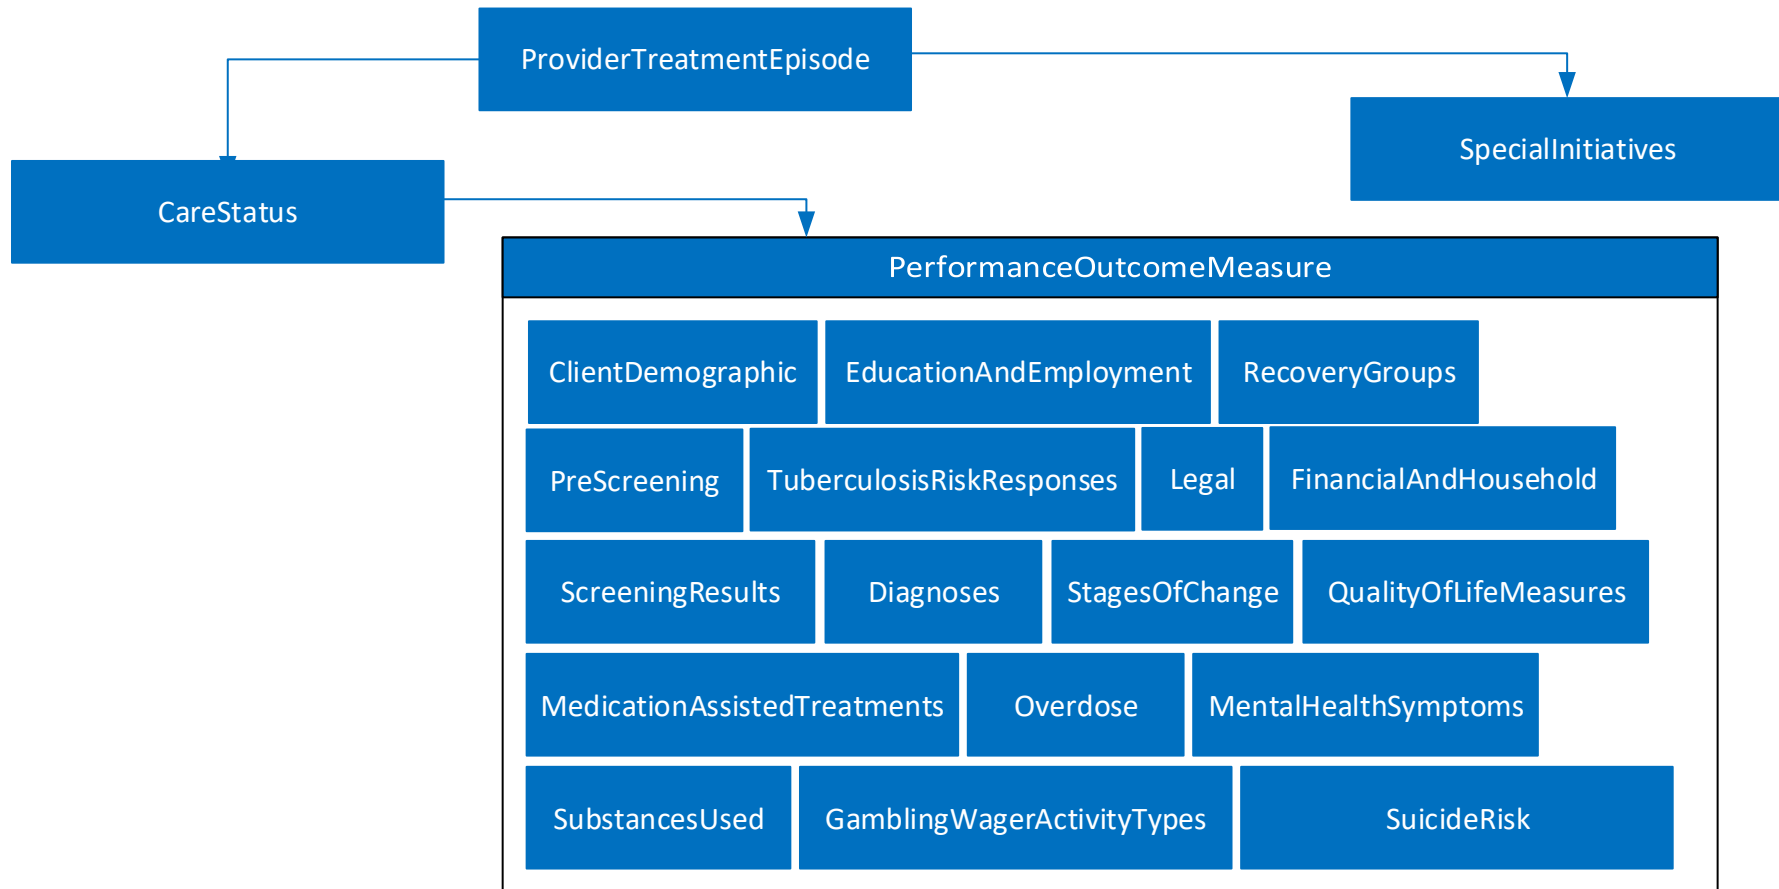 ProviderTreatmentEpisode
SpecialInitiatives
CareStatus
PerformanceOutcomeMeasure
ClientDemographic
EducationAndEmployment
RecoveryGroups
PreScreening
TuberculosisRiskResponses
Legal
FinancialAndHousehold
ScreeningResults
Diagnoses
StagesOfChange
QualityOfLifeMeasures
MedicationAssistedTreatments
Overdose
MentalHealthSymptoms
SubstancesUsed
GamblingWagerActivityTypes
SuicideRisk